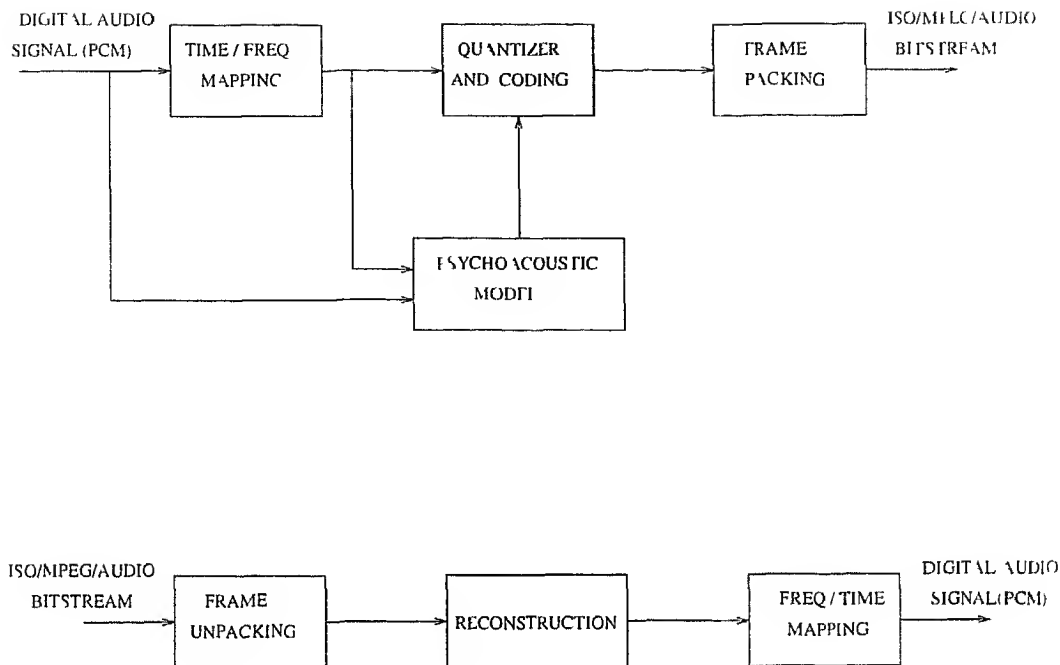 DIGITAL AUDIO
SIGNAL (PCM)
TIME / FREQ
MAPPING
QUANTIZER
AND CODING
FRAME
PACKING
ISO/MPEG/AUDIO
BITSTREAM
PSYCHOACOUSTIC
MODEL
ISO/MPEG/AUDIO
BITSTREAM
FRAME
UNPACKING
RECONSTRUCTION
FREQ / TIME
MAPPING
DIGITAL AUDIO
SIGNAL(PCM)